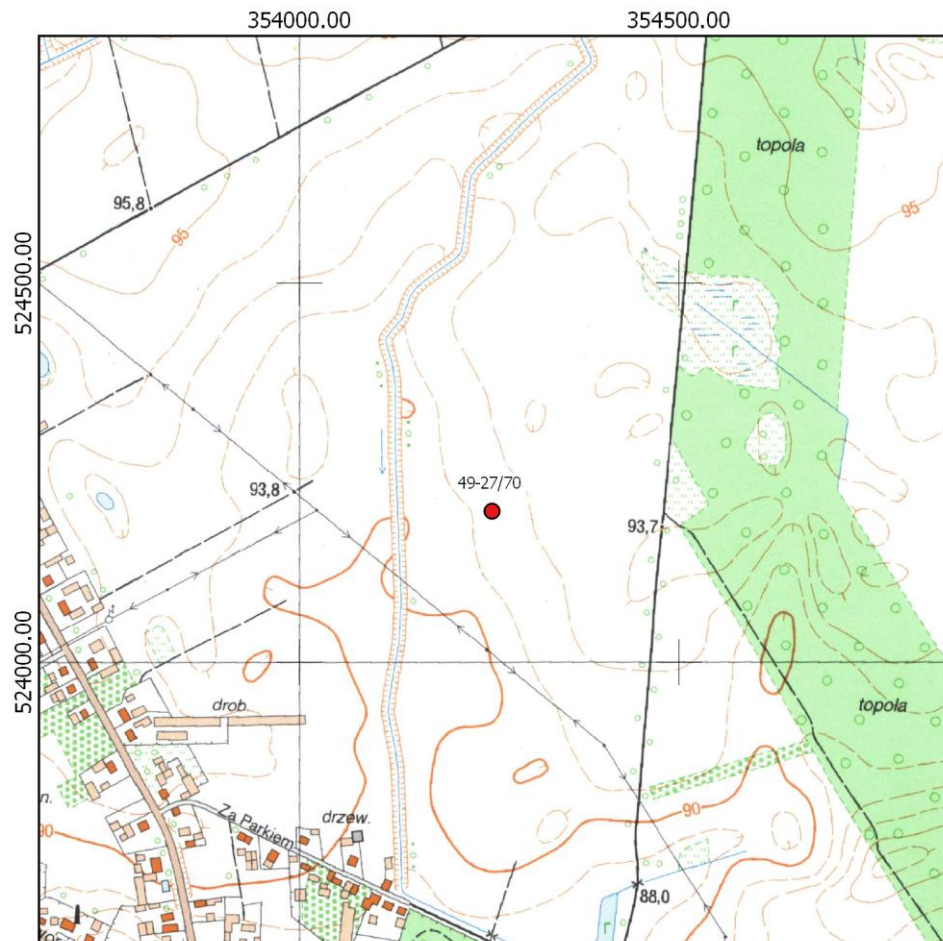 354000.00
354500.00
topola
95,8
95
95
524500.00
r
r
49-27/70
93,8
93,7
524000.00
drob.
topola
n.
90
Za Parkiem
drzew.
90
88,0
r